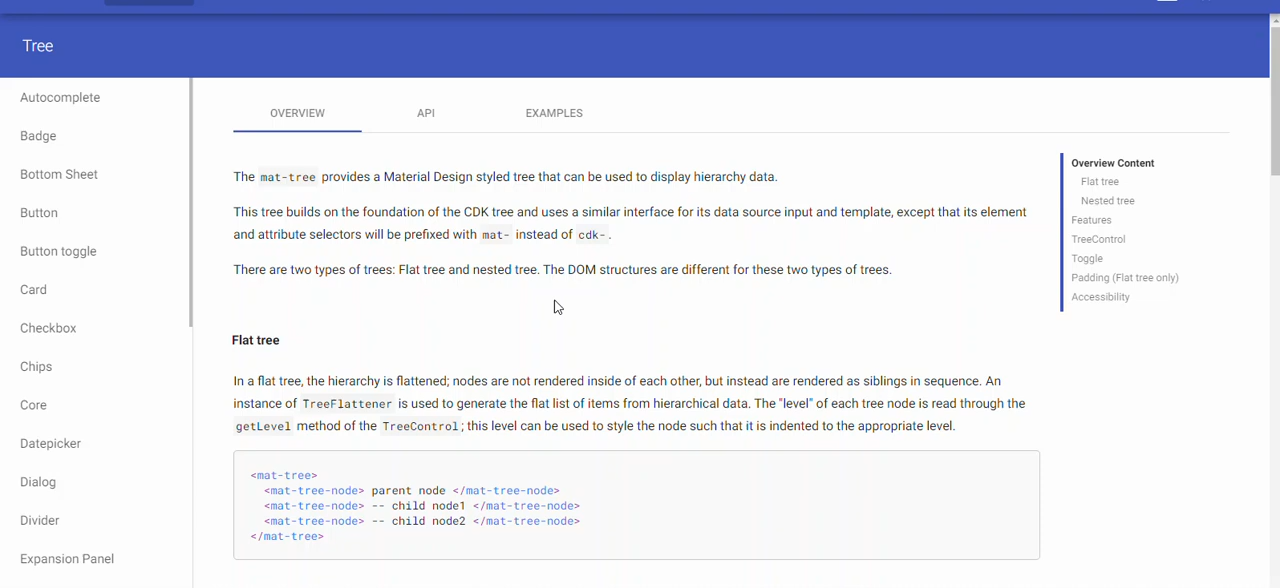 Tree
Autocomplete
Badge
Bottom Sheet
Button
Button toggle
Card
Checkbox
Chips
Core
Datepicker
Dialog
Divider
Expansion Panel
OVERVIEW API EXAMPLES
The mat-tree provides a Material Design styled tree that can be used to display hierarchy data.
This tree builds on the foundation of the CDK tree and uses a similar interface for its data source input and template, except that its element
and attribute selectors will be prefixed with mat- instead of cdk-.
There are two types of trees: Flat tree and nested tree. The DOM structures are different for these two types of trees.
Flat tree
In a flat tree, the hierarchy is flattened; nodes are not rendered inside of each other, but instead are rendered as siblings in sequence. An
instance of TreeFlattener is used to generate the flat list of items from hierarchical data. The "level" of each tree node is read through the
getLevel method of the TreeControl; this level can be used to style the node such that it is indented to the appropriate level.
<mat-tree>
<mat-tree-node> parent node </mat-tree-node>
<mat-tree-node> -- child node1 </mat-tree-node>
<mat-tree-node> -- child node2 </mat-tree-node>
</mat-tree>
Overview Content
Flat tree
Nested tree
Features
TreeControl
Toggle
Padding (Flat tree only)
Accessibility